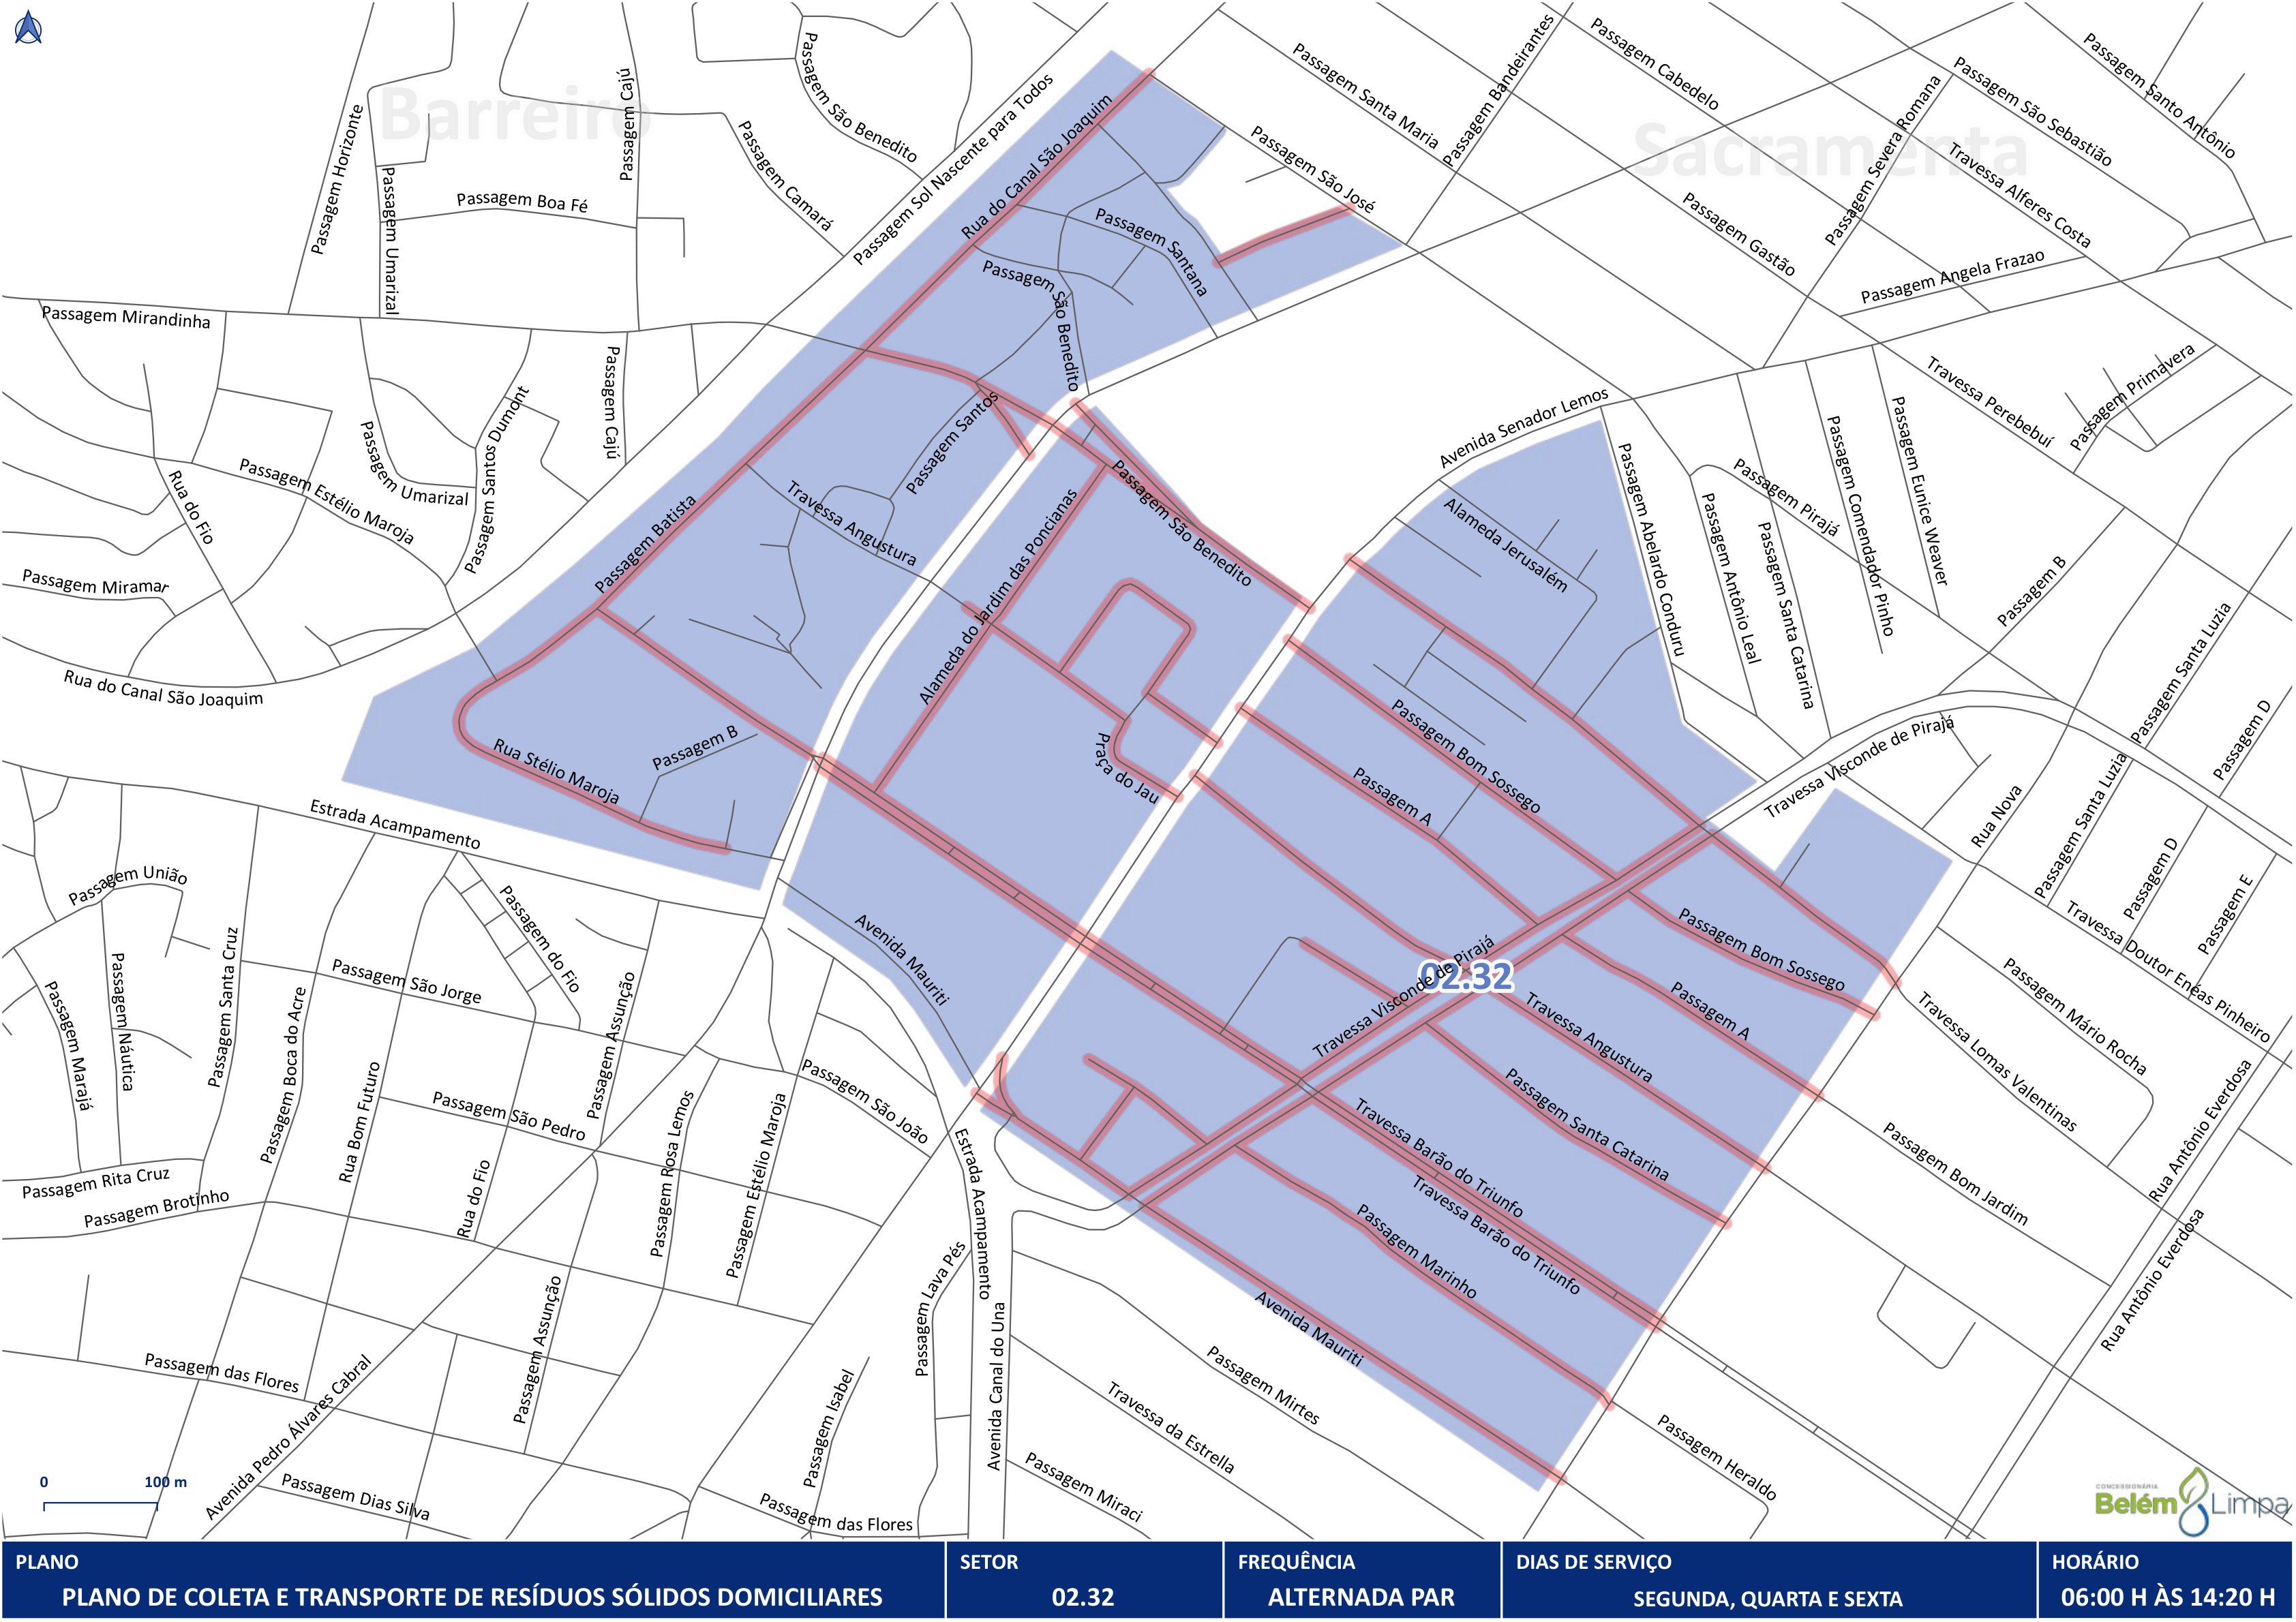 Barreiro
Sacramenta
Passagem Horizonte
Passagem Umarizal
Passagem Cajú
Passagem Boa Fé
Passagem São Benedito
Passagem Camará
Passagem Sol Nascente para Todos
Rua do Canal São Joaquim
Passagem Santa Maria
Passagem Bandeirantes
Passagem Cabedelo
Passagem Severa Romana
Passagem São Sebastião
Passagem Santo Antônio
Travessa Alferes Costa
Passagem São José
Passagem Gastão
Passagem Angela Frazao
Passagem Santana
Passagem São Benedito
Passagem Mirandinha
Passagem Cajú
Passagem Santos Dumont
Passagem Umarizal
Passagem Estélio Maroja
Rua do Fio
Passagem Miramar
Rua do Canal São Joaquim
Passagem Santos
Passagem Batista
Travessa Angustura
Alameda do Jardim das Poncianas
Passagem São Benedito
Avenida Senador Lemos
Alameda Jerusalém
Passagem Abelardo Conduru
Passagem Antônio Leal
Passagem Santa Catarina
Passagem Pirajá
Passagem Comendador Pinho
Passagem Eunice Weaver
Travessa Perebebuí
Passagem Primavera
Passagem B
Passagem Santa Luzia
Passagem D
Travessa Visconde de Pirajá
Rua Nova
Passagem Santa Luzia
Passagem D
Passagem E
Travessa Doutor Enéas Pinheiro
Rua Stélio Maroja
Passagem B
Praça do Jau
Passagem Bom Sossego
Passagem A
Estrada Acampamento
Passagem União
Passagem Náutica
Passagem Marajá
Passagem Santa Cruz
Passagem São Jorge
Passagem do Fio
Passagem Assunção
Passagem Boca do Acre
Rua Bom Futuro
Passagem São Pedro
Rua do Fio
Passagem Rosa Lemos
Passagem Estélio Maroja
Passagem São João
Avenida Mauriti
Travessa Visconde de Pirajá
02.32
Passagem Bom Sossego
Passagem A
Travessa Angustura
Passagem Santa Catarina
Travessa Barão do Triunfo
Travessa Barão do Triunfo
Passagem Marinho
Avenida Mauriti
Passagem Mário Rocha
Travessa Lomas Valentinas
Passagem Bom Jardim
Rua Antônio Everdosa
Rua Antônio Everdosa
Passagem Rita Cruz
Passagem Brotinho
Passagem das Flores
Avenida Pedro Álvares Cabral
Passagem Assunção
Passagem Dias Silva
Passagem Isabel
Passagem das Flores
Passagem Lava Pés
Estrada Acampamento
Avenida Canal do Una
Passagem Miraci
Travessa da Estrella
Passagem Mirtes
Passagem Heraldo
0 100 m
CONCESSIONÁRIA
Belém Limpa
PLANO
PLANO DE COLETA E TRANSPORTE DE RESÍDUOS SÓLIDOS DOMICILIARES
SETOR
02.32
FREQUÊNCIA
ALTERNADA PAR
DIAS DE SERVIÇO
SEGUNDA, QUARTA E SEXTA
HORÁRIO
06:00 H ÀS 14:20 H